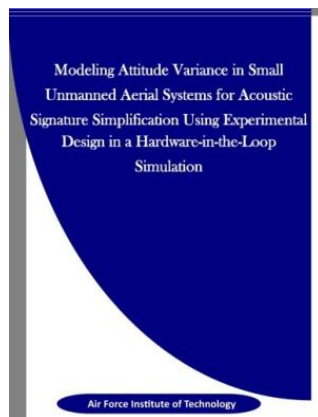 Modeling Attitude Variance in Small
Unmanned Aerial Systems for Acoustic
Signature Simplification Using Experimental
Design in a Hardware-in-the-Loop
Simulation
Air Force Institute of Technology